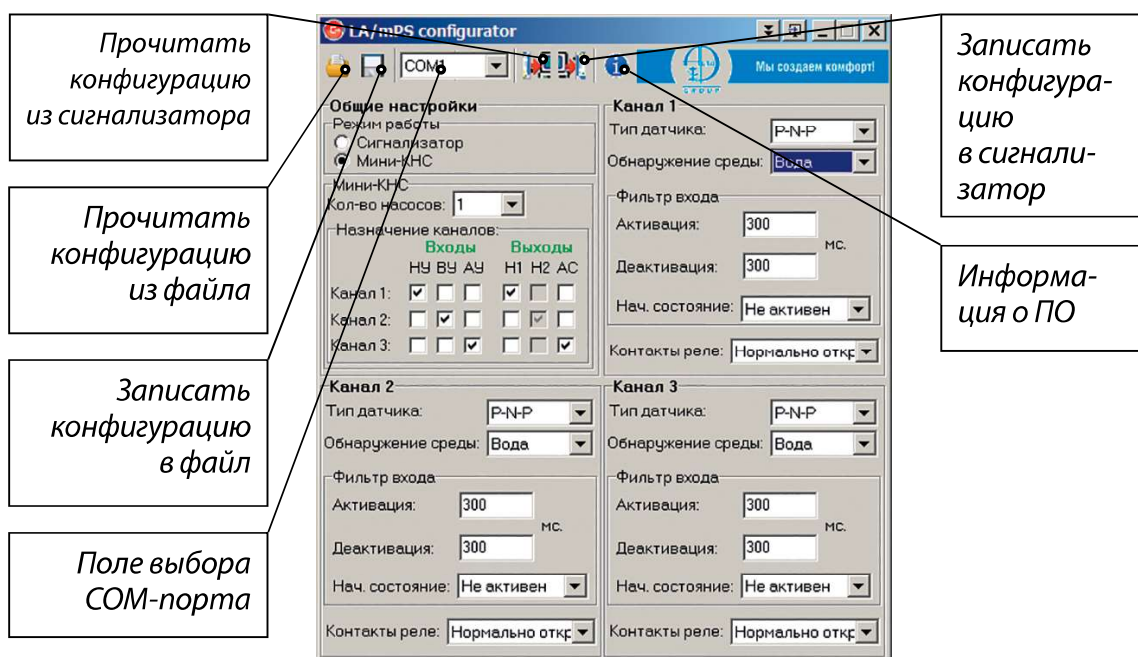 Прочитать
конфигурацию
из сигнализатора
Прочитать
конфигурацию
из файла
Записать
конфигурацию
в файл
Поле выбора
COM-порта
LA/mPS configurator
COM1
GROUP
Мы создаем комфорт!
Общие настройки
Режим работы
Сигнализатор
Мини-КНС
Мини-КНС
Кол-во насосов: 1
Назначение каналов:
Входы Выходы
НУ ВУ АУ Н1 Н2 АС
Канал 1:
Канал 2:
Канал 3:
Канал 1
Тип датчика: P-N-P
Обнаружение среды: Вода
Фильтр входа
Активация: 300
мс.
Деактивация: 300
Нач. состояние: Не активен
Контакты реле: Нормально откр
Канал 2
Тип датчика: P-N-P
Обнаружение среды: Вода
Фильтр входа
Активация: 300
мс.
Деактивация: 300
Нач. состояние: Не активен
Контакты реле: Нормально откр
Канал 3
Тип датчика: P-N-P
Обнаружение среды: Вода
Фильтр входа
Активация: 300
мс.
Деактивация: 300
Нач. состояние: Не активен
Контакты реле: Нормально откр
Записать
конфигура-
цию
в сигнали-
затор
Информа-
ция о ПО